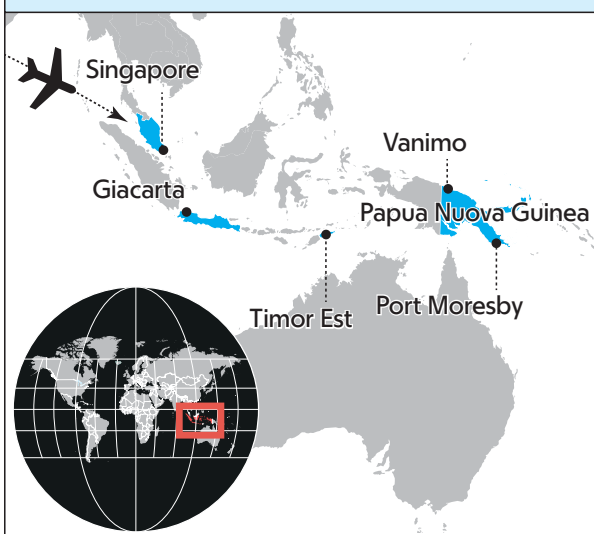 Singapore
Vanimo
Giacarta
Papua Nuova Guinea
Timor Est
Port Moresby